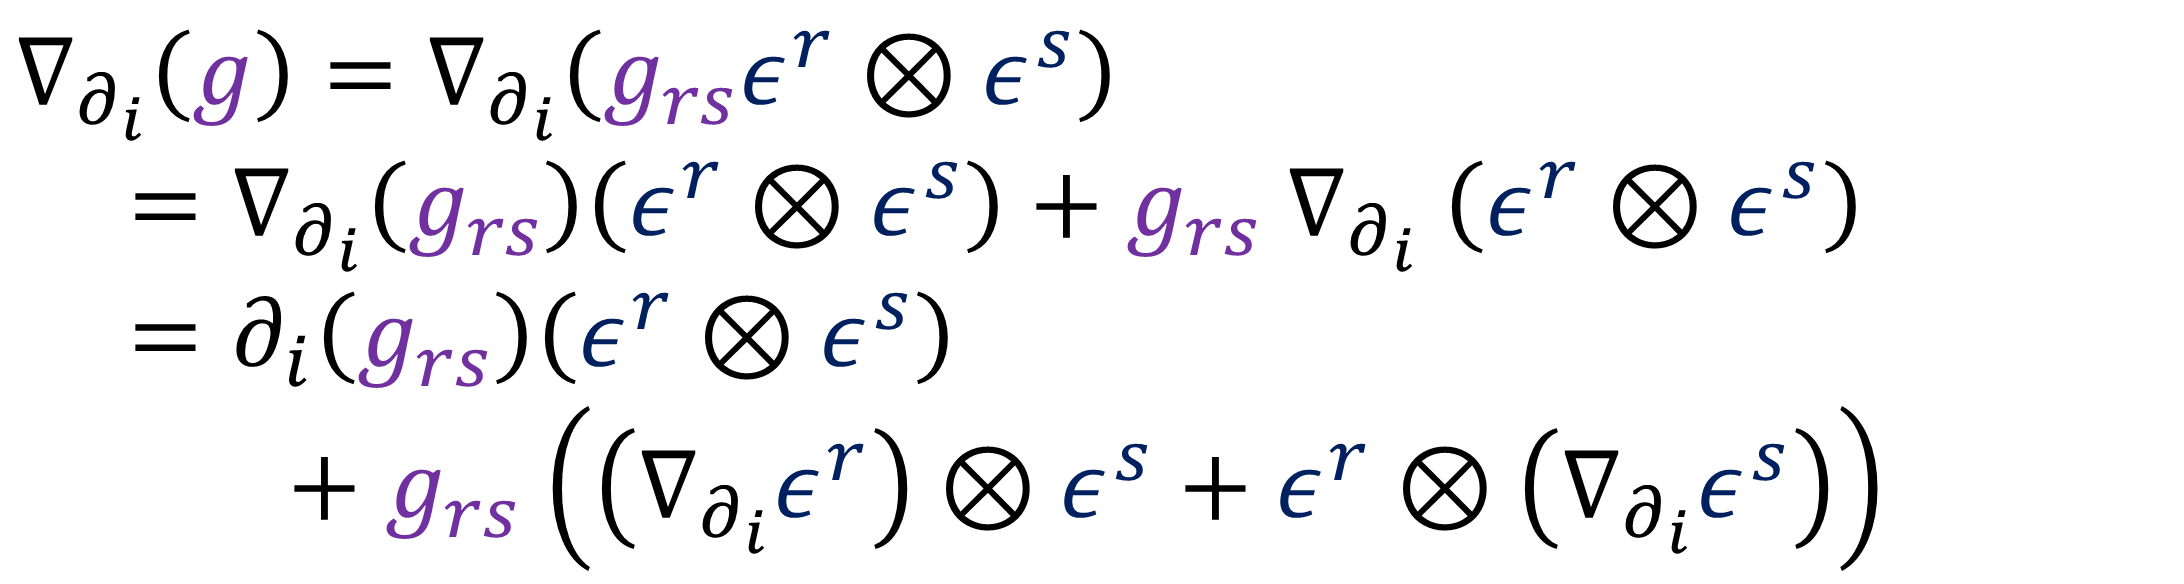 ∇_{∂_i}(g) = ∇_{∂_i}(g_{rs}ϵ^r ⊗ ϵ^s)
= ∇_{∂_i}(g_{rs})(ϵ^r ⊗ ϵ^s) + g_{rs} ∇_{∂_i} (ϵ^r ⊗ ϵ^s)
= ∂_i(g_{rs})(ϵ^r ⊗ ϵ^s)
+ g_{rs} ((∇_{∂_i}ϵ^r) ⊗ ϵ^s + ϵ^r ⊗ (∇_{∂_i}ϵ^s))